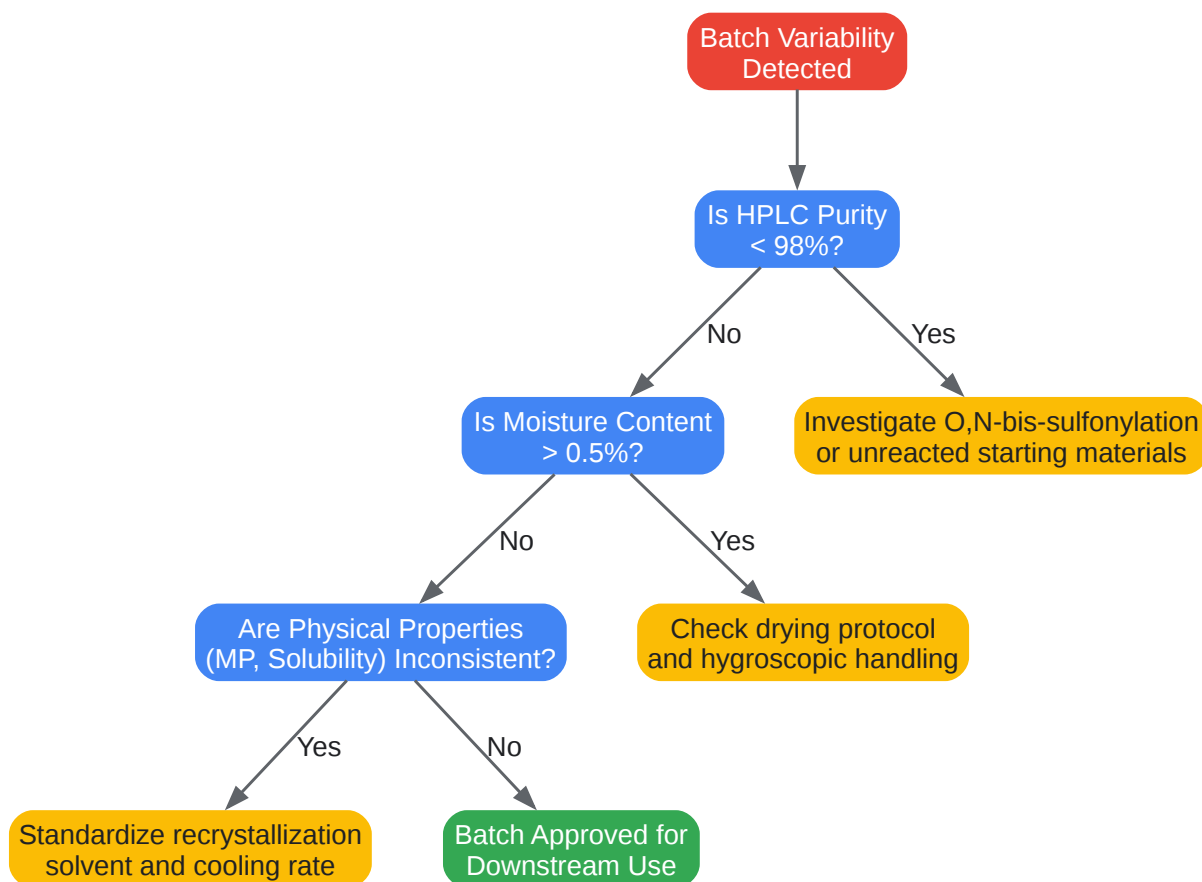 Batch Variability
Detected
Is HPLC Purity
< 98%?
No
Yes
Is Moisture Content
> 0.5%?
Investigate O,N-bis-sulfonylation
or unreacted starting materials
No
Yes
Are Physical Properties
(MP, Solubility) Inconsistent?
Check drying protocol
and hygroscopic handling
Yes
No
Standardize recrystallization
solvent and cooling rate
Batch Approved for
Downstream Use